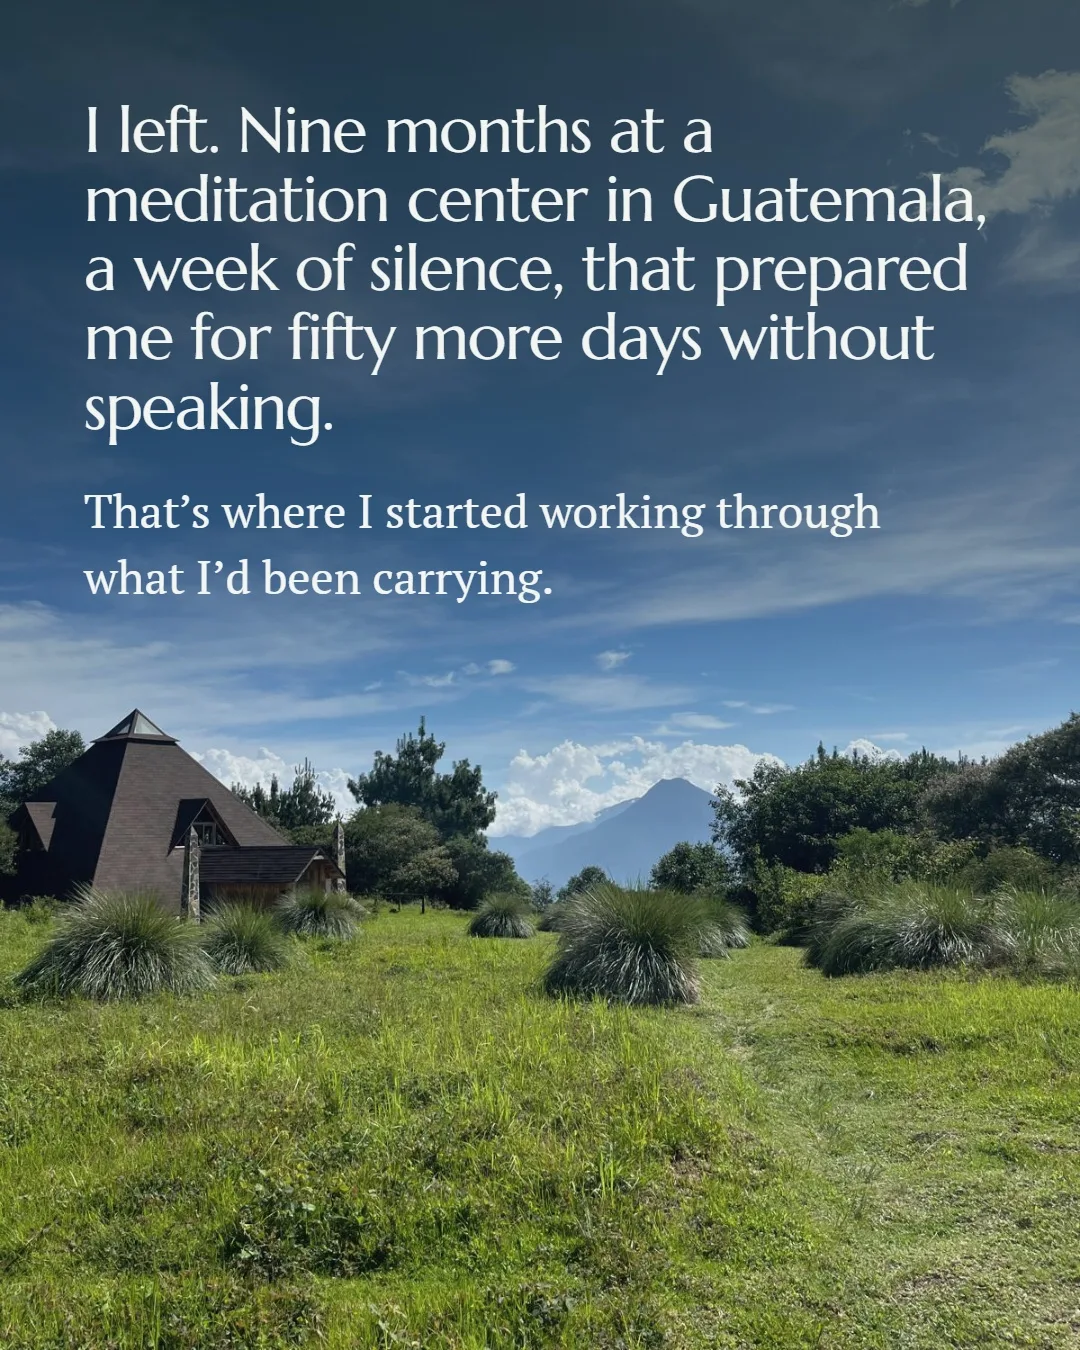 I left. Nine months at a
meditation center in Guatemala,
a week of silence, that prepared
me for fifty more days without
speaking.
That’s where I started working through
what I’d been carrying.